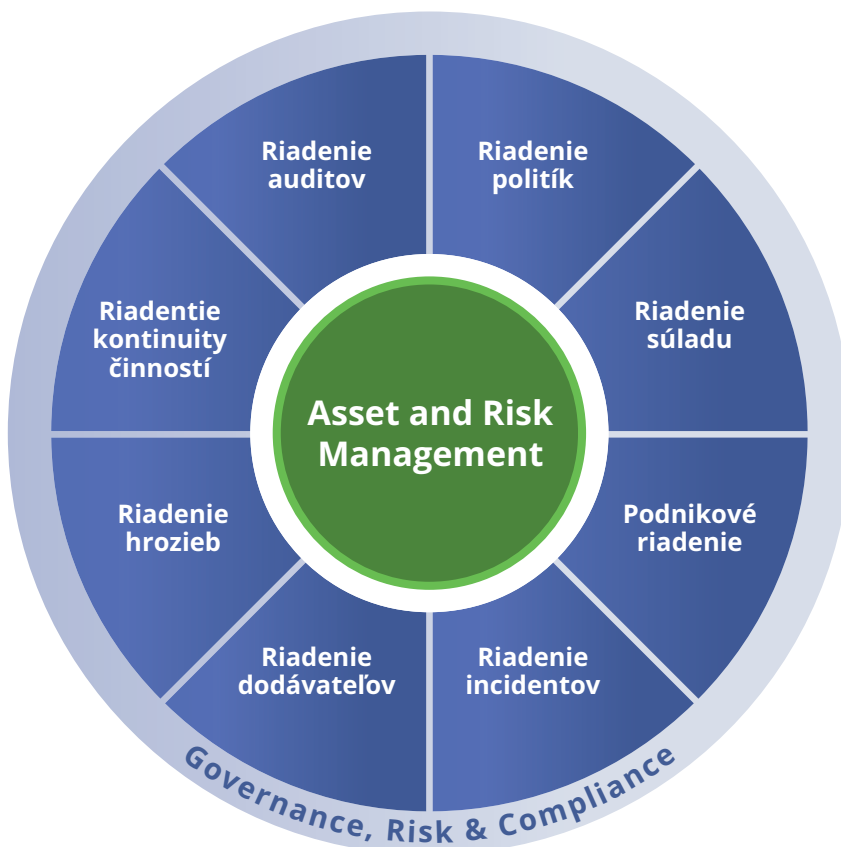 Riadenie
auditov
Riadenie
politík
Riadentie
kontinuity
činností
Riadenie
súladu
Asset and Risk
Management
Riadenie
hrozieb
Podnikové
riadenie
Riadenie
dodávateľov
Riadenie
incidentov
Governance, Risk & Compliance